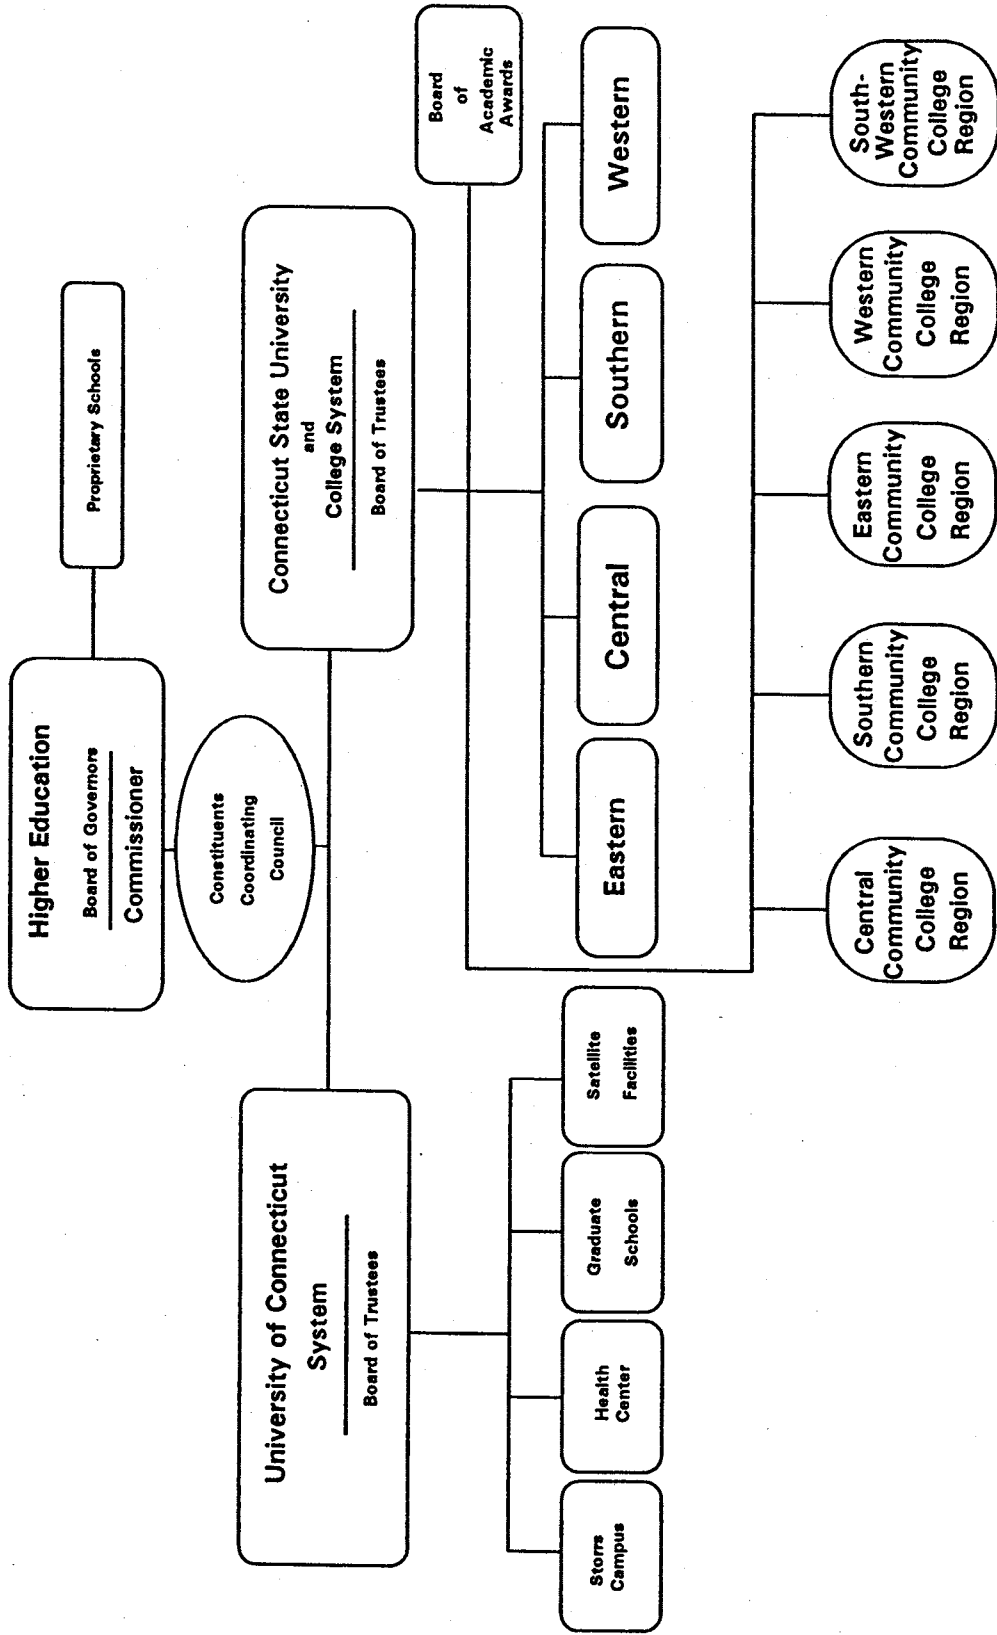 Higher Education
Board of Governors
Commissioner
Proprietary Schools
Constituents
Coordinating
Council
University of Connecticut
System
Board of Trustees
Connecticut State University
and
College System
Board of Trustees
Board
of
Academic
Awards
Storrs
Campus
Health
Center
Graduate
Schools
Satellite
Facilities
Eastern
Central
Southern
Western
Central
Community
College
Region
Southern
Community
College
Region
Eastern
Community
College
Region
Western
Community
College
Region
South-
Western
Community
College
Region